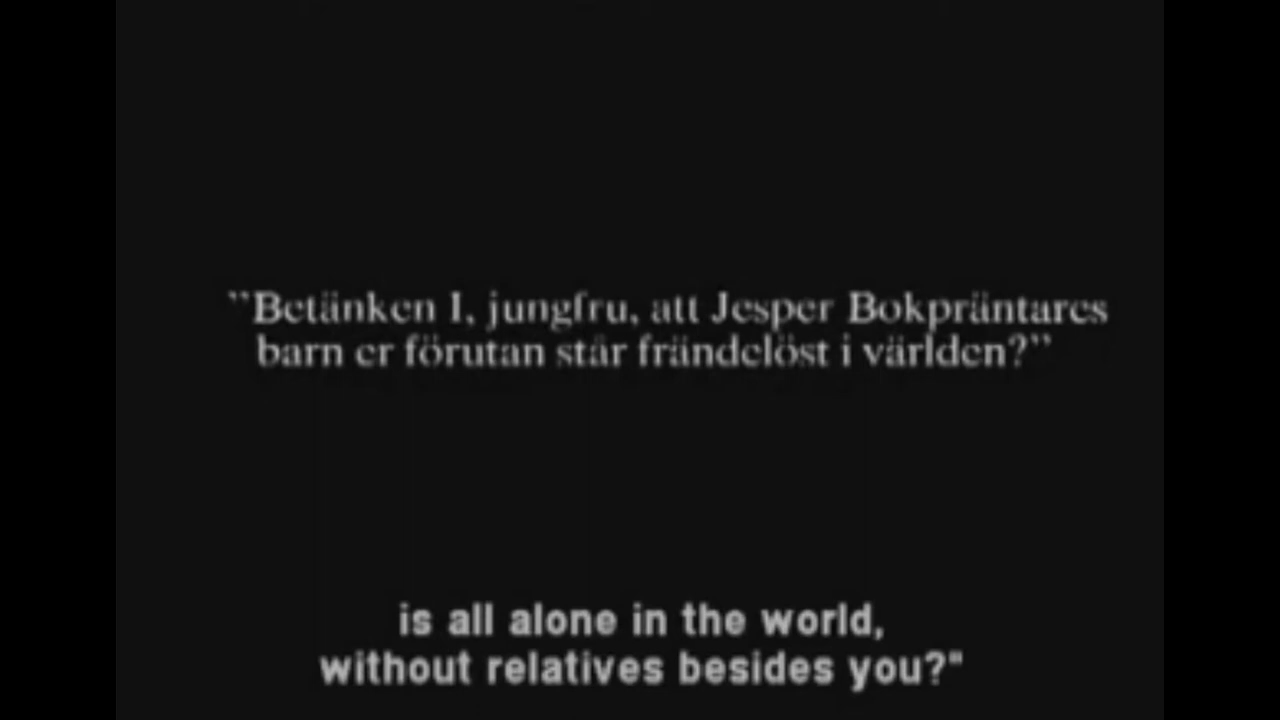 ”Betänken I, jungfru, att Jesper Bokpräntares
barn er förutan står frändelöst i världen?”
is all alone in the world,
without relatives besides you?"